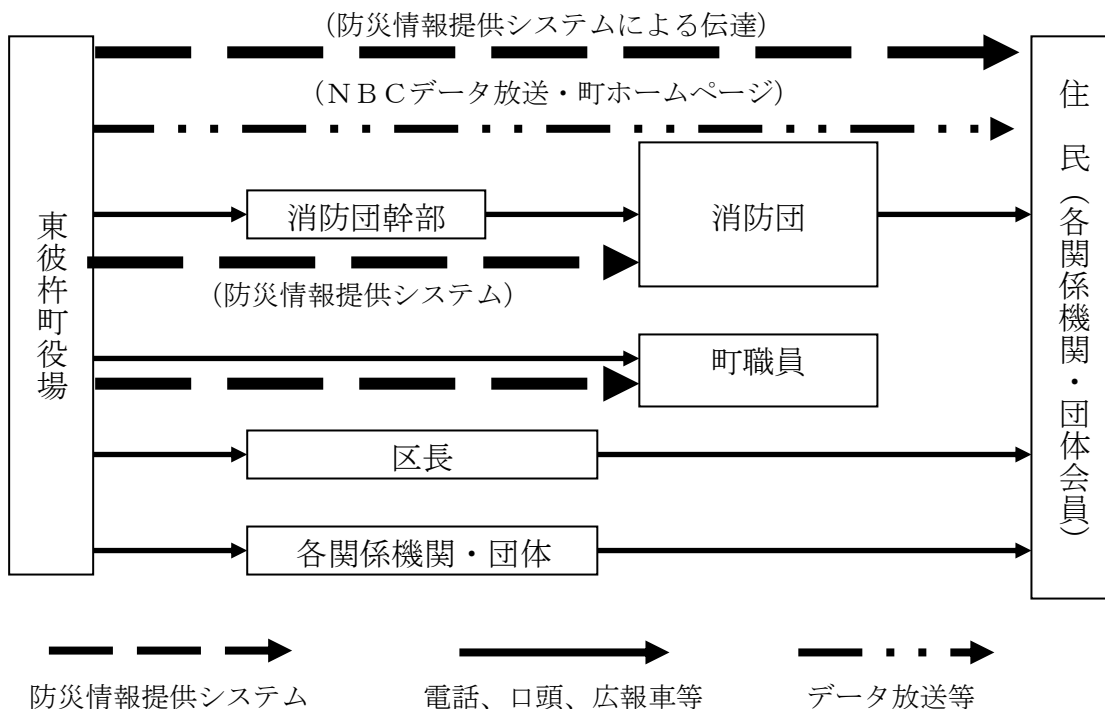 (防災情報提供システムによる伝達)
(ＮＢＣデータ放送・町ホームページ)
東彼杵町役場
消防団幹部
消防団
(防災情報提供システム)
町職員
区長
各関係機関・団体
住民(各関係機関・団体会員)
防災情報提供システム
電話、口頭、広報車等
データ放送等